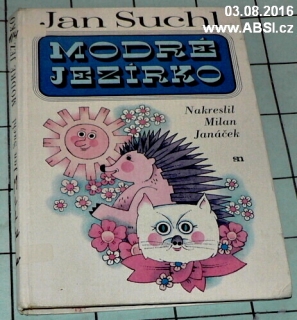 03.08.2016
www.ABSI.cz
Jan Suchl
MODRÉ
JEZÍRKO
Nakreslil
Milan
Janáček
sn